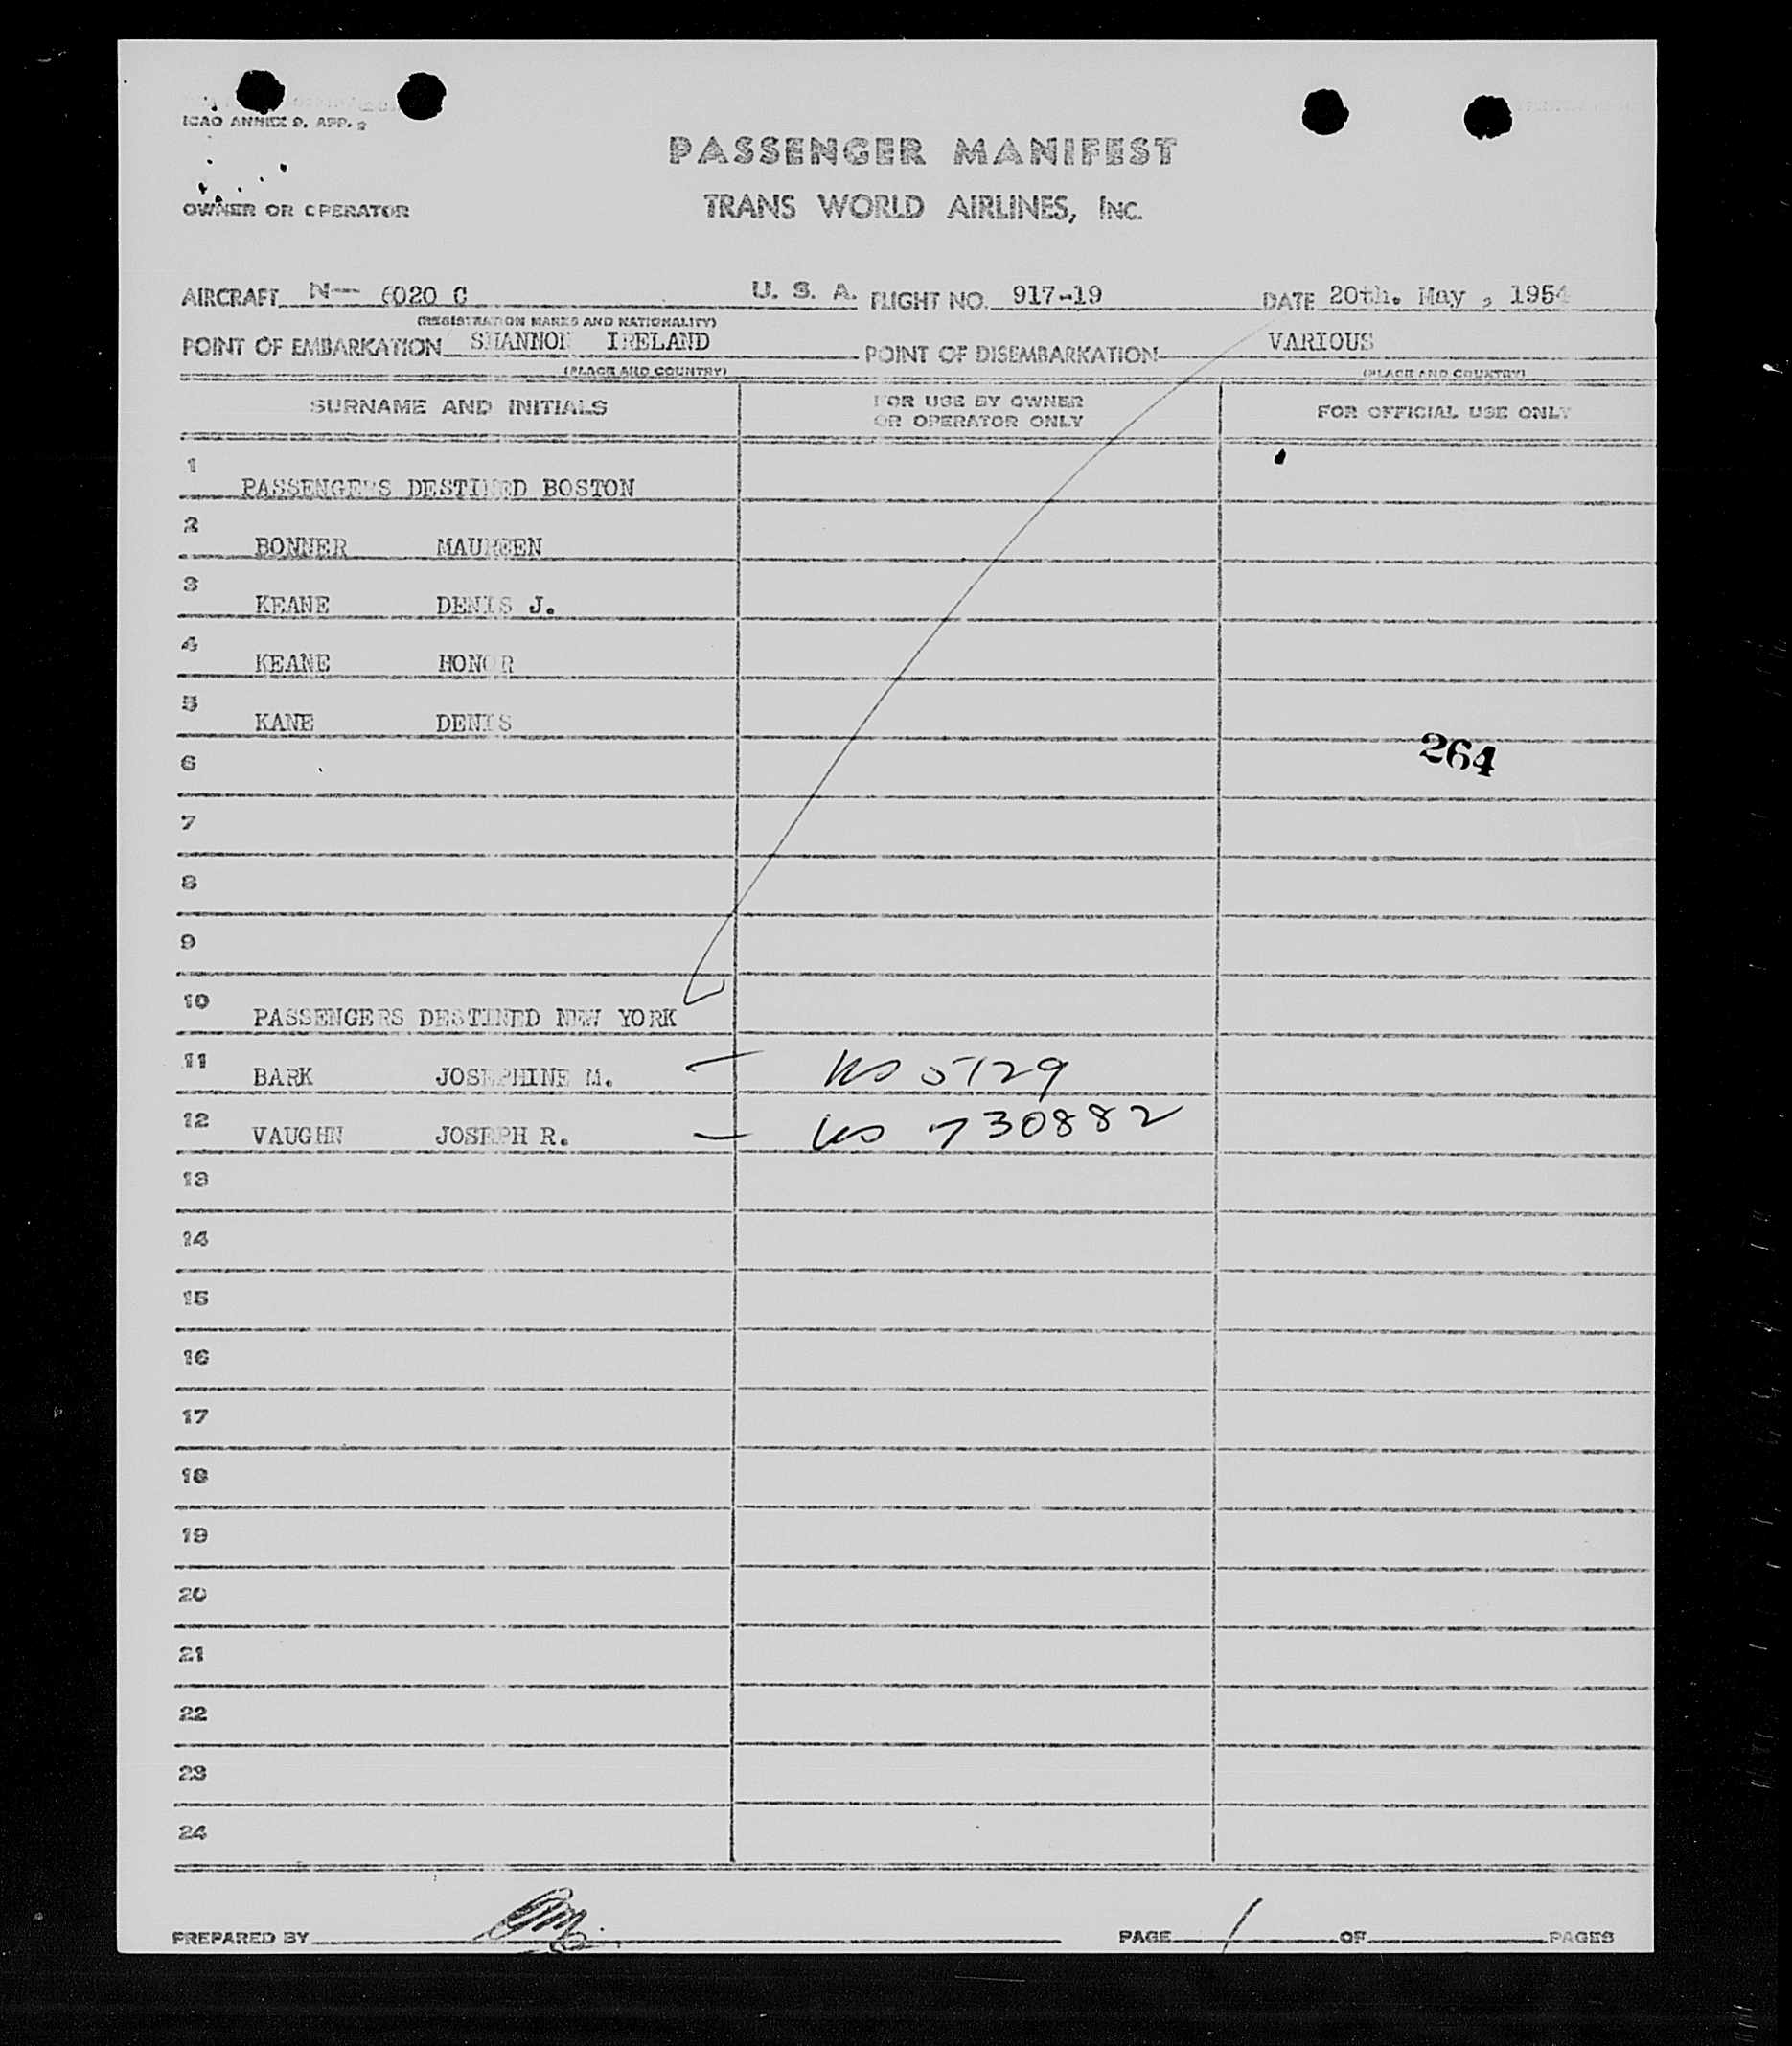 ICAO ANNEX 9, APP. 2
PASSENGER MANIFEST
OWNER OR OPERATOR
TRANS WORLD AIRLINES, INC.
AIRCRAFT N— 6020 C U. S. A. FLIGHT NO. 917-19 DATE 20th. May , 1954
(REGISTRATION MARKS AND NATIONALITY)
POINT OF EMBARKATION SHANNON IRELAND POINT OF DISEMBARKATION VARIOUS
(PLACE AND COUNTRY) (PLACE AND COUNTRY)
SURNAME AND INITIALS FOR USE BY OWNER OR OPERATOR ONLY FOR OFFICIAL USE ONLY
1 PASSENGERS DESTINED BOSTON
2 BONNER MAUREEN
3 KEANE DENIS J.
4 KEANE HONOR
5 KANE DENIS
264
6
7
8
9
10 PASSENGERS DESTINED NEW YORK
11 BARK JOSEPHINE M. — US 5729
12 VAUGHN JOSEPH R. — US 730882
13
14
15
16
17
18
19
20
21
22
23
24
PREPARED BY PAGE 1 OF PAGES